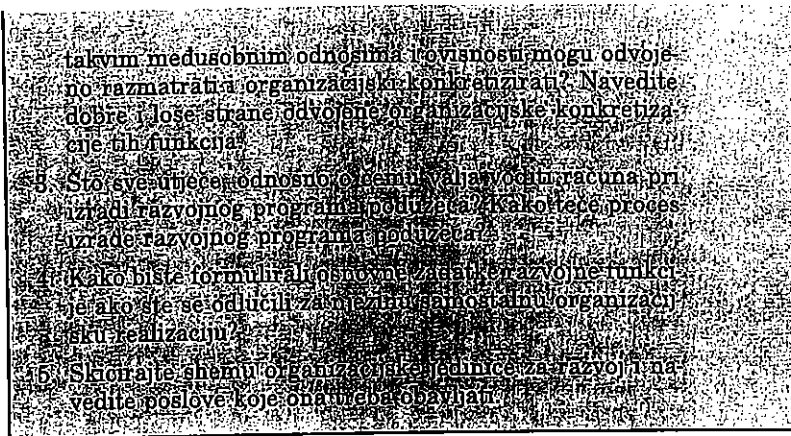 takvim međusobnim odnosima i ovisnosti mogu odvoje-
no razmatrati i organizacijski konkretizirati? Navedite
dobre i loše strane odvojene organizacijske konkretiza-
cije tih funkcija.
3. Što sve utječe, odnosno o čemu valja voditi računa pri
izradi razvojnog programa poduzeća? Kako teče proces
izrade razvojnog programa poduzeća?
4. Kako biste formulirali osnovne zadatke razvojne funkci-
je ako ste se odlučili za njezinu samostalnu organizacij-
sku realizaciju?
5. Skicirajte shemu organizacijske jedinice za razvoj i na-
vedite poslove koje ona treba obavljati.